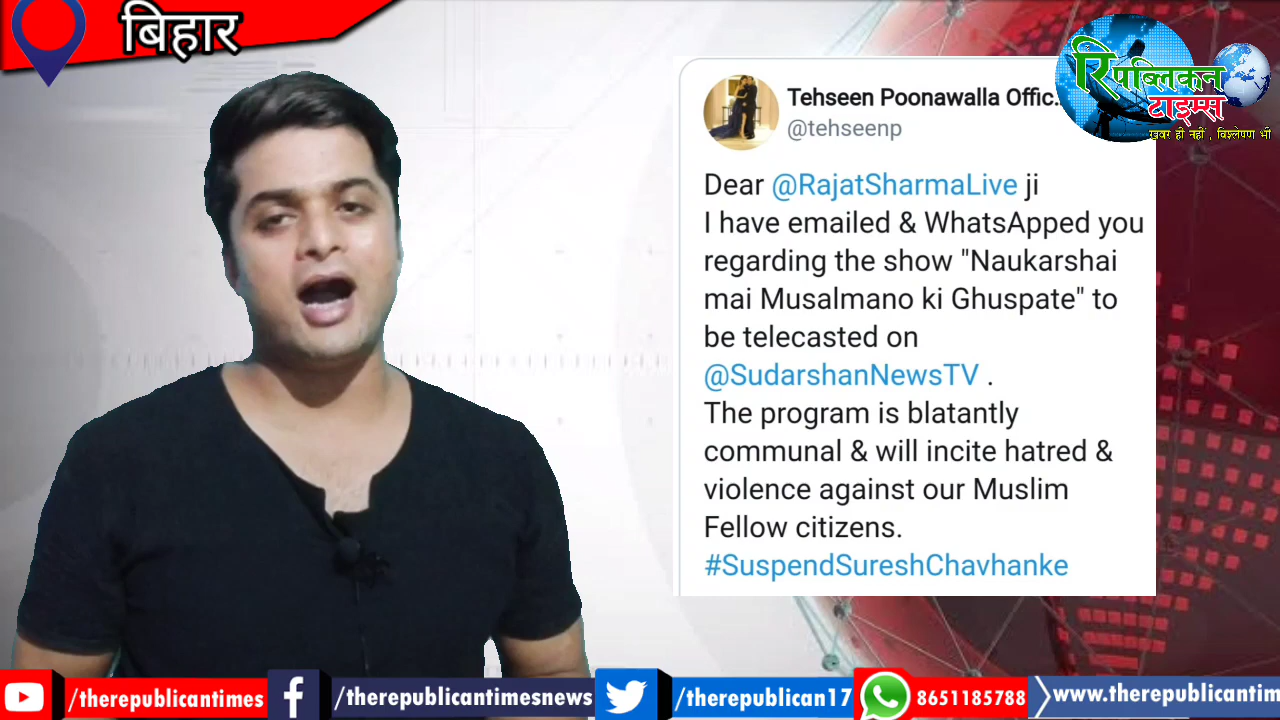 बिहार
रिपब्लिकन
टाइम्स
ख़बर ही नहीं , विश्लेषण भी
Tehseen Poonawalla Offic...
@tehseenp
Dear @RajatSharmaLive ji
I have emailed & WhatsApped you
regarding the show "Naukarshai
mai Musalmano ki Ghuspate" to
be telecasted on
@SudarshanNewsTV .
The program is blatantly
communal & will incite hatred &
violence against our Muslim
Fellow citizens.
#SuspendSureshChavhanke
/therepublicantimes
/therepublicantimesnews
/therepublican17
8651185788
www.therepublicantim